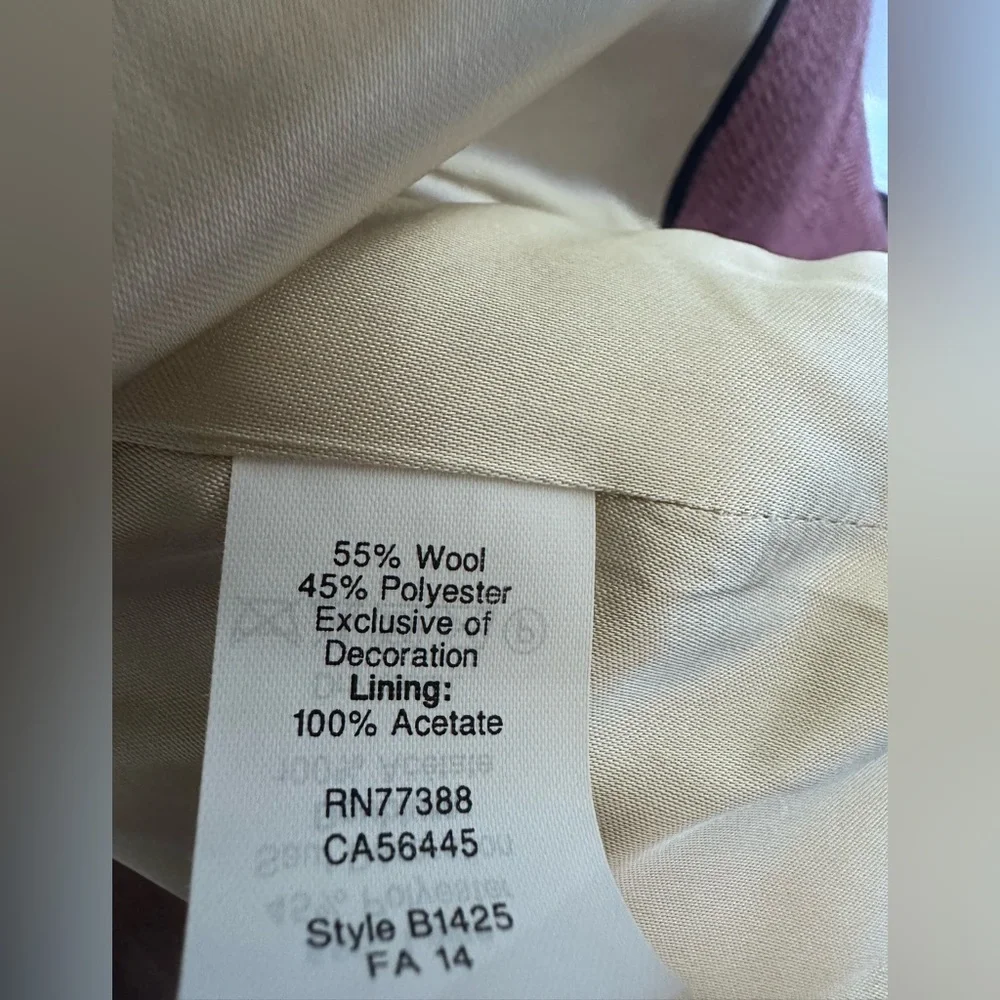 55% Wool
45% Polyester
Exclusive of
Decoration
Lining:
100% Acetate
RN77388
CA56445
Style B1425
FA 14